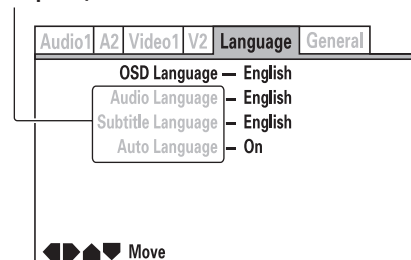 Audio1 A2 Video1 V2 Language General
OSD Language — English
Audio Language — English
Subtitle Language — English
Auto Language — On
Move